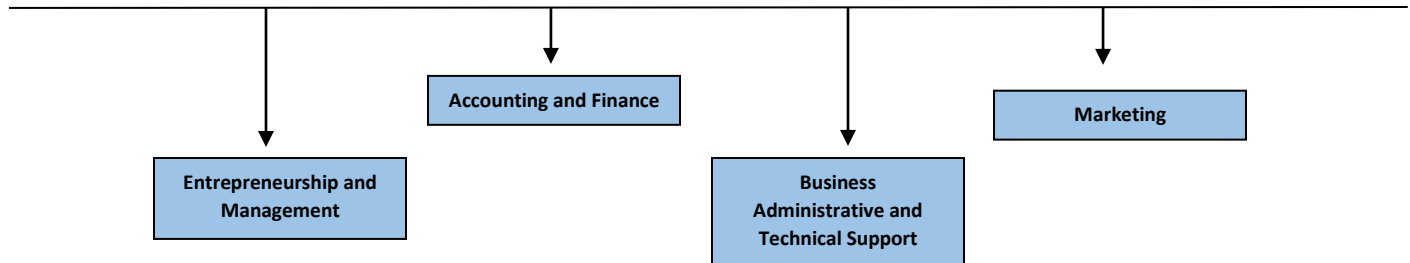 Accounting and Finance
Marketing
Entrepreneurship and
Management
Business
Administrative and
Technical Support